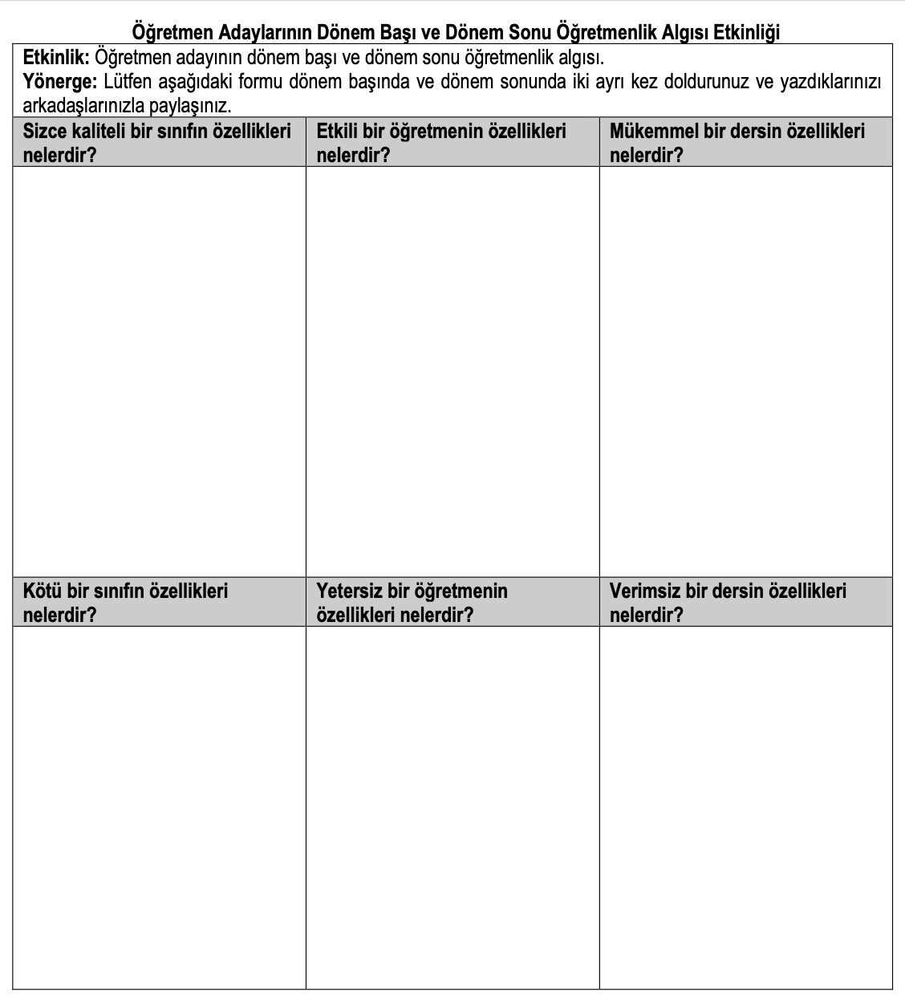 Öğretmen Adaylarının Dönem Başı ve Dönem Sonu Öğretmenlik Algısı Etkinliği
Etkinlik: Öğretmen adayının dönem başı ve dönem sonu öğretmenlik algısı.
Yönerge: Lütfen aşağıdaki formu dönem başında ve dönem sonunda iki ayrı kez doldurunuz ve yazdıklarınızı
arkadaşlarınızla paylaşınız.
Sizce kaliteli bir sınıfın özellikleri
nelerdir?
Etkili bir öğretmenin özellikleri
nelerdir?
Mükemmel bir dersin özellikleri
nelerdir?
Kötü bir sınıfın özellikleri
nelerdir?
Yetersiz bir öğretmenin
özellikleri nelerdir?
Verimsiz bir dersin özellikleri
nelerdir?